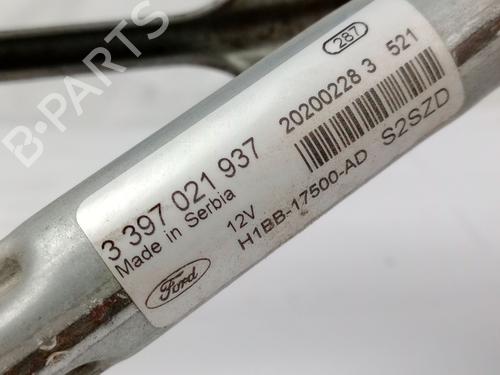 287
3 397 021 937
20200228 3 521
Made in Serbia
12V
H1BB-17500-AD
S2SZD
Ford
B-PARTS